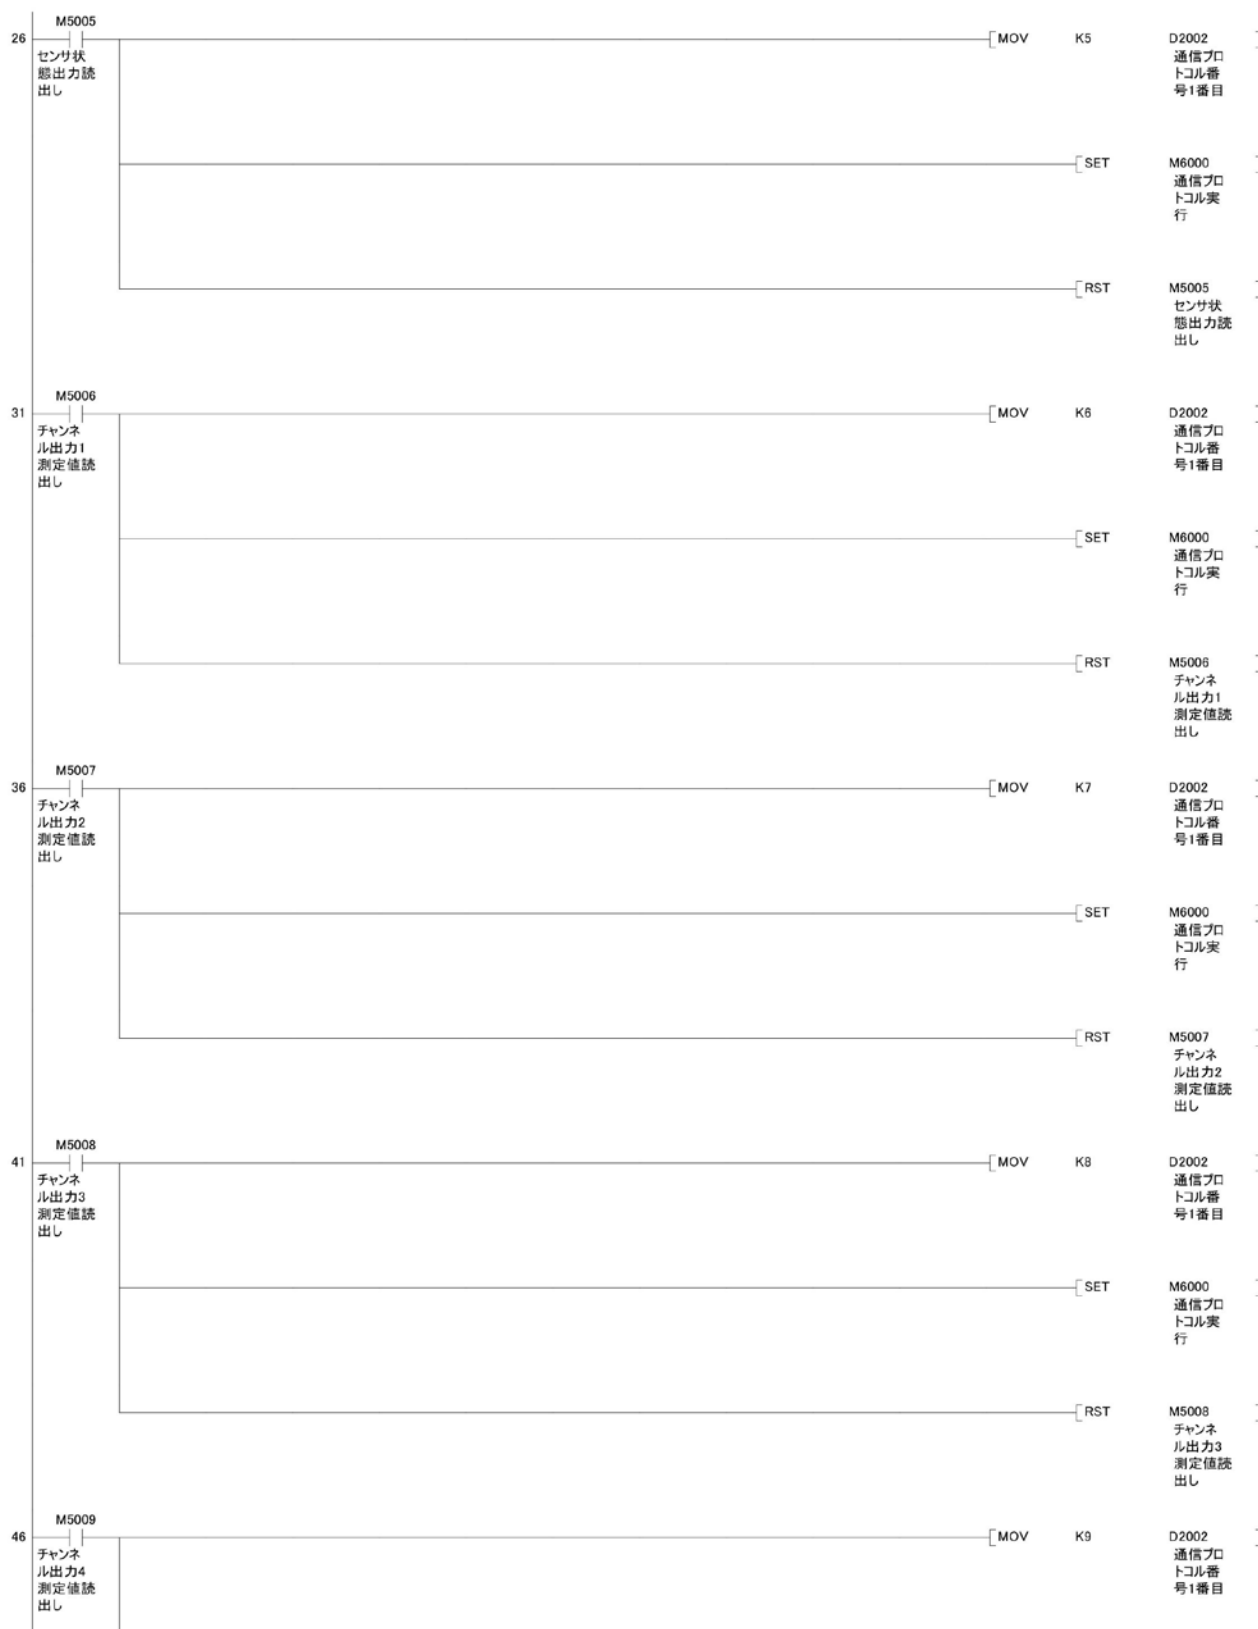 M5005
26 MOV K5 D2002
センサ状
態出力読
出し
通信プロ
トコル番
号1番目
SET M6000
通信プロ
トコル実
行
RST M5005
センサ状
態出力読
出し
M5006
31 MOV K6 D2002
チャンネ
ル出力1
測定値読
出し
通信プロ
トコル番
号1番目
SET M6000
通信プロ
トコル実
行
RST M5006
チャンネ
ル出力1
測定値読
出し
M5007
36 MOV K7 D2002
チャンネ
ル出力2
測定値読
出し
通信プロ
トコル番
号1番目
SET M6000
通信プロ
トコル実
行
RST M5007
チャンネ
ル出力2
測定値読
出し
M5008
41 MOV K8 D2002
チャンネ
ル出力3
測定値読
出し
通信プロ
トコル番
号1番目
SET M6000
通信プロ
トコル実
行
RST M5008
チャンネ
ル出力3
測定値読
出し
M5009
46 MOV K9 D2002
チャンネ
ル出力4
測定値読
出し
通信プロ
トコル番
号1番目